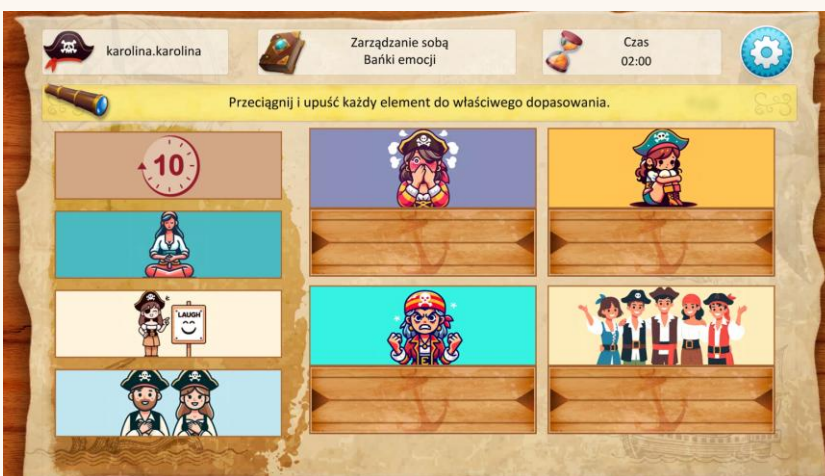 karolina.karolina
Zarządzanie sobą
Bańki emocji
Czas
02:00
Przeciągnij i upuść każdy element do właściwego dopasowania.
10
LAUGH